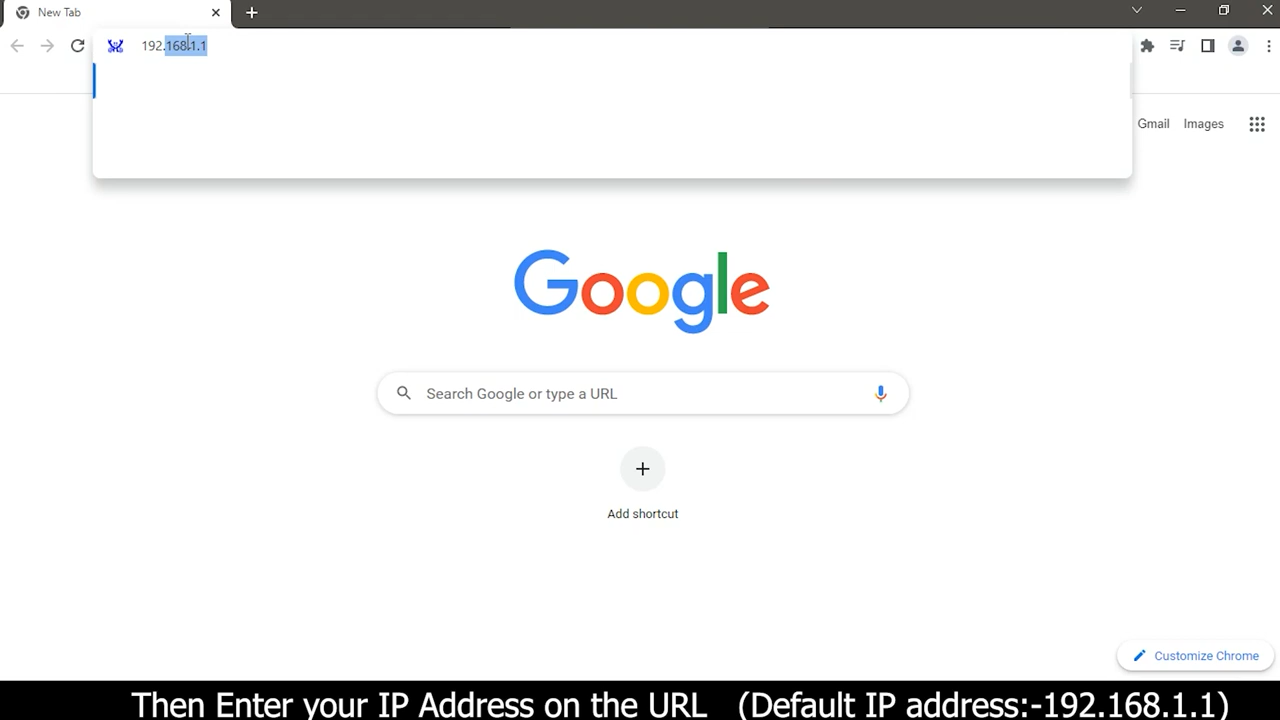 New Tab
192.168.1.1
Gmail Images
Google
Search Google or type a URL
Add shortcut
Customize Chrome
Then Enter your IP Address on the URL (Default IP address:-192.168.1.1)